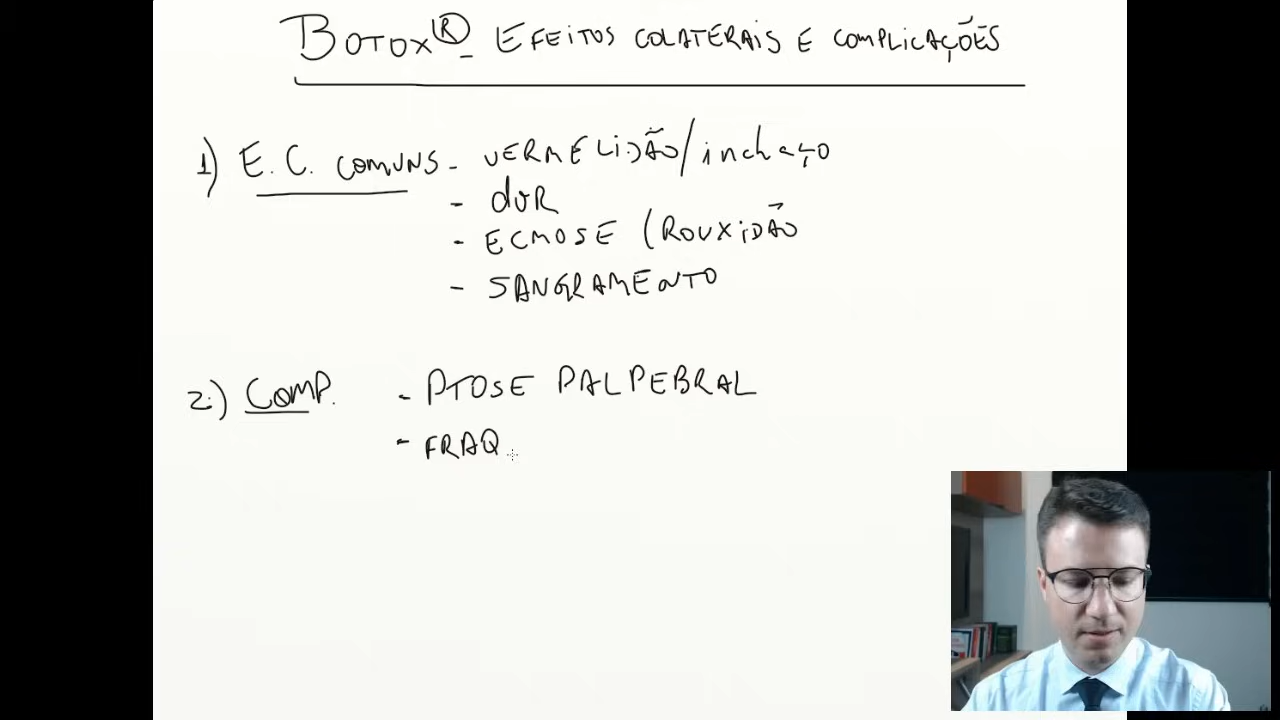 BOTOX® - EFEITOS COLATERAIS E COMPLICAÇÕES
1) E.C. COMUNS - VERMELIDÃO/inchaço
- dOR
- ECMOSE (ROUXIDÃO
- SANGRAMENTO
2) COMP. - PTOSE PALPEBRAL
- FRAQ